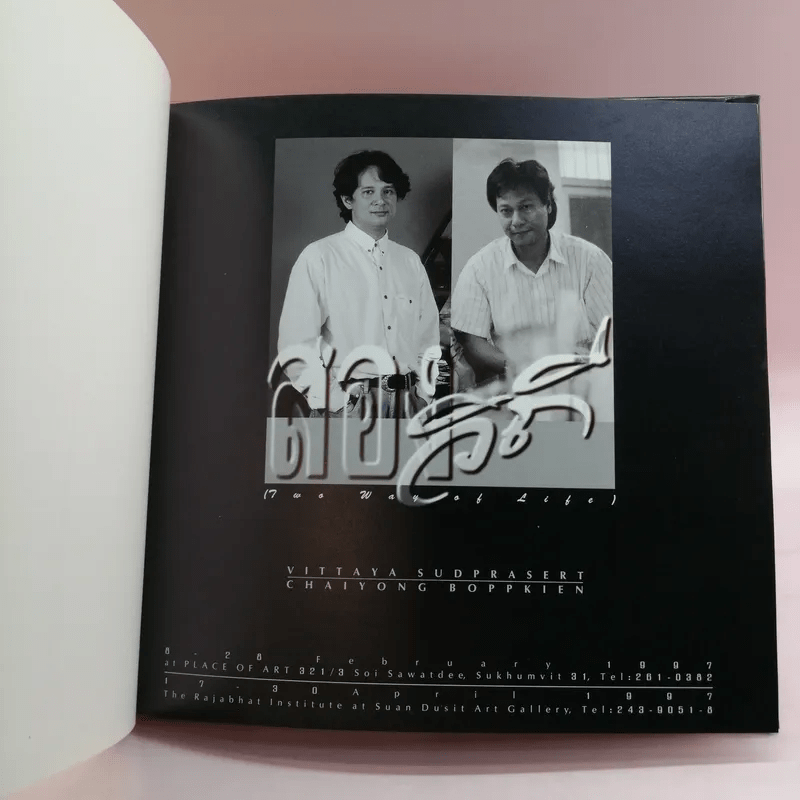 สองวิถี
(Two Way of Life)
VITTAYA SUDPRASERT
CHAIYONG BOPPKIEN
8-28 February 1997
at PLACE OF ART 321/3 Soi Sawatdee, Sukhumvit 31, Tel:261-0382
17-30 April 1997
The Rajabhat Institute at Suan Dusit Art Gallery, Tel:243-9051-8